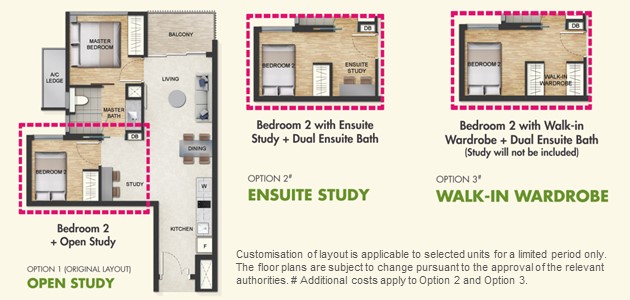 MASTER
BEDROOM
BALCONY
A/C
LEDGE
LIVING
MASTER
BATH
DB
DINING
BEDROOM 2
STUDY
W
KITCHEN
F
Bedroom 2
+ Open Study
OPTION 1 (ORIGINAL LAYOUT)
OPEN STUDY
DB
BEDROOM 2
ENSUITE
STUDY
Bedroom 2 with Ensuite
Study + Dual Ensuite Bath
OPTION 2#
ENSUITE STUDY
DB
BEDROOM 2
WALK-IN
WARDROBE
Bedroom 2 with Walk-in
Wardrobe + Dual Ensuite Bath
(Study will not be included)
OPTION 3#
WALK-IN WARDROBE
Customisation of layout is applicable to selected units for a limited period only.
The floor plans are subject to change pursuant to the approval of the relevant
authorities. # Additional costs apply to Option 2 and Option 3.